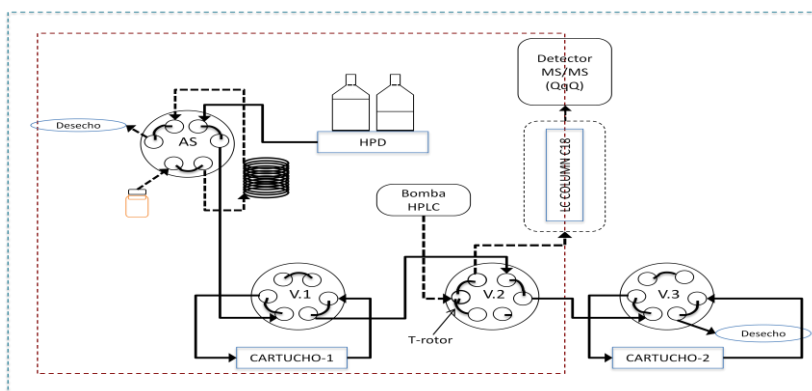 Detector
MS/MS
(QqQ)
Desecho
AS
HPD
LC COLUMN C18
Bomba
HPLC
V.1
V.2
V.3
T-rotor
Desecho
CARTUCHO-1
CARTUCHO-2